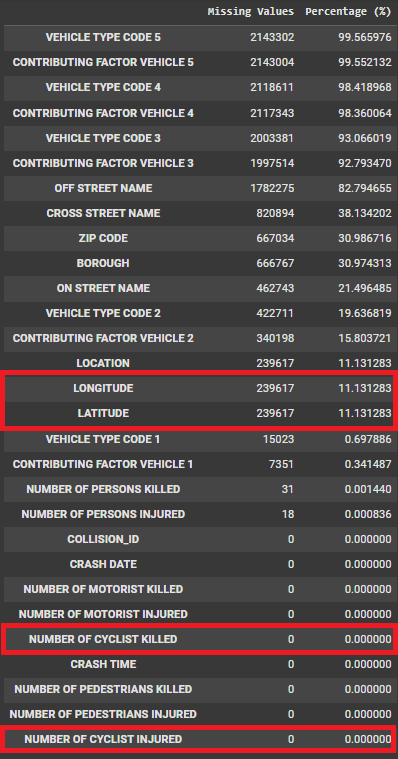 Missing Values Percentage (%)
VEHICLE TYPE CODE 5 2143302 99.565976
CONTRIBUTING FACTOR VEHICLE 5 2143004 99.552132
VEHICLE TYPE CODE 4 2118611 98.418968
CONTRIBUTING FACTOR VEHICLE 4 2117343 98.360064
VEHICLE TYPE CODE 3 2003381 93.066019
CONTRIBUTING FACTOR VEHICLE 3 1997514 92.793470
OFF STREET NAME 1782275 82.794655
CROSS STREET NAME 820894 38.134202
ZIP CODE 667034 30.986716
BOROUGH 666767 30.974313
ON STREET NAME 462743 21.496485
VEHICLE TYPE CODE 2 422711 19.636819
CONTRIBUTING FACTOR VEHICLE 2 340198 15.803721
LOCATION 239617 11.131283
LONGITUDE 239617 11.131283
LATITUDE 239617 11.131283
VEHICLE TYPE CODE 1 15023 0.697886
CONTRIBUTING FACTOR VEHICLE 1 7351 0.341487
NUMBER OF PERSONS KILLED 31 0.001440
NUMBER OF PERSONS INJURED 18 0.000836
COLLISION_ID 0 0.000000
CRASH DATE 0 0.000000
NUMBER OF MOTORIST KILLED 0 0.000000
NUMBER OF MOTORIST INJURED 0 0.000000
NUMBER OF CYCLIST KILLED 0 0.000000
CRASH TIME 0 0.000000
NUMBER OF PEDESTRIANS KILLED 0 0.000000
NUMBER OF PEDESTRIANS INJURED 0 0.000000
NUMBER OF CYCLIST INJURED 0 0.000000